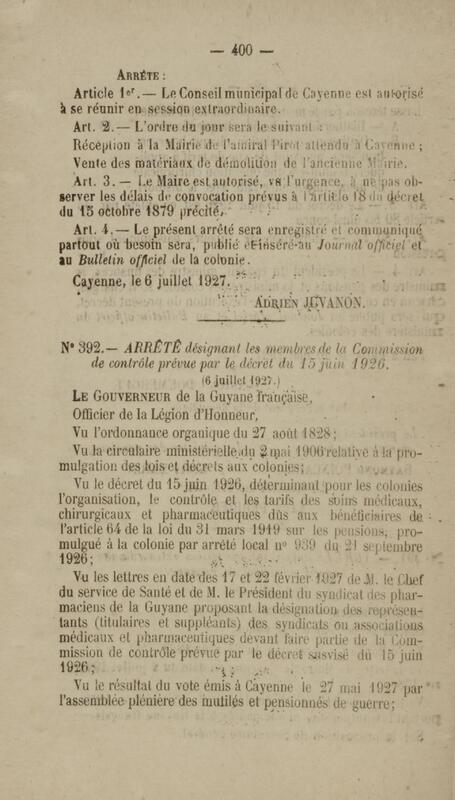 — 400 —
ARRÊTE :
Article 1er.— Le Conseil municipal de Cayenne est autorisé
à se réunir en session extraordinaire.
Art. 2.— L'ordre du jour sera le suivant :
Réception à la Mairie de l'amiral Pirot attendu à Cayenne ;
Vente des matériaux de démolition de l'ancienne Mairie.
Art. 3. — Le Maire est autorisé, vu l'urgence, à ne pas ob-
server les délais de convocation prévus à l'article 18 du décret
du 15 octobre 1879 précité.
Art. 4.— Le présent arrêté sera enregistré et communiqué
partout où besoin sera, publié et inséré au Journal officiel et
au Bulletin officiel de la colonie.
Cayenne, le 6 juillet 1927.
ADRIEN JUVANON.
N° 392.— ARRÊTÉ désignant les membres de la Commission
de contrôle prévue par le décret du 15 juin 1926.
(6 juillet 1927.)
LE GOUVERNEUR de la Guyane française,
Officier de la Légion d'Honneur,
Vu l'ordonnance organique du 27 août 1828;
Vu la circulaire ministérielle du 2 mai 1906 relative à la pro-
mulgation des lois et décrets aux colonies;
Vu le décret du 15 juin 1926, déterminant pour les colonies
l'organisation, le contrôle et les tarifs des soins médicaux,
chirurgicaux et pharmaceutiques dûs aux bénéficiaires de
l'article 64 de la loi du 31 mars 1919 sur les pensions, pro-
mulgué à la colonie par arrêté local n° 939 du 21 septembre
1926;
Vu les lettres en date des 17 et 22 février 1927 de M. le Chef
du service de Santé et de M. le Président du syndicat des phar-
maciens de la Guyane proposant la désignation des représen-
tants (titulaires et suppléants) des syndicats ou associations
médicaux et pharmaceutiques devant faire partie de la Com-
mission de contrôle prévue par le décret susvisé du 15 juin
1926;
Vu le résultat du vote émis à Cayenne le 27 mai 1927 par
l'assemblée plénière des mutilés et pensionnés de guerre;